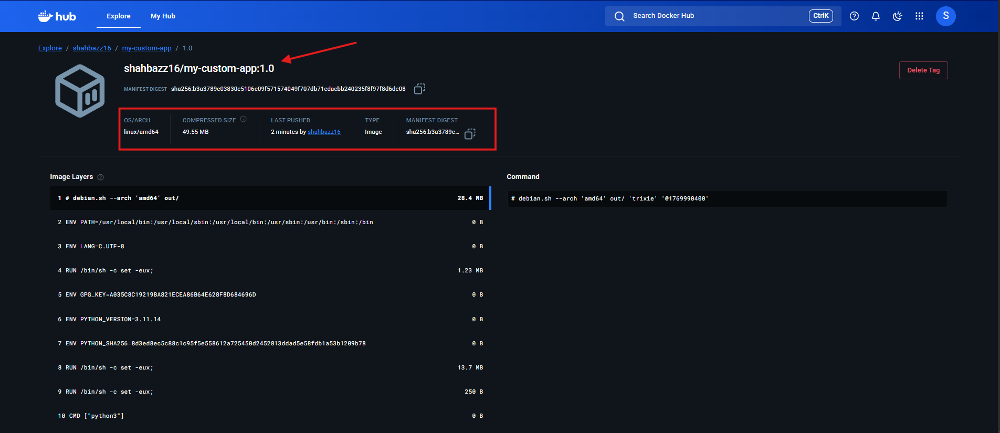 hub Explore My Hub Search Docker Hub CtrlK S
Explore / shahbazz16 / my-custom-app / 1.0
shahbazz16/my-custom-app:1.0
Delete Tag
MANIFEST DIGEST sha256:b3a3789e03830c5106e09f571574049f707db71cdacbb240235f8f97f8d6dc08
OS/ARCH COMPRESSED SIZE LAST PUSHED TYPE MANIFEST DIGEST
linux/amd64 49.55 MB 2 minutes by shahbazz16 Image sha256:b3a3789e...
Image Layers
1 # debian.sh --arch 'amd64' out/ 28.4 MB
2 ENV PATH=/usr/local/bin:/usr/local/sbin:/usr/local/bin:/usr/sbin:/usr/bin:/sbin:/bin 0 B
3 ENV LANG=C.UTF-8 0 B
4 RUN /bin/sh -c set -eux; 1.23 MB
5 ENV GPG_KEY=A035C8C19219BA821ECEA86B64E628F8D684696D 0 B
6 ENV PYTHON_VERSION=3.11.14 0 B
7 ENV PYTHON_SHA256=8d3ed8ec5c88c1c95f5e558612a725450d2452813ddad5e58fdb1a53b1209b78 0 B
8 RUN /bin/sh -c set -eux; 13.7 MB
9 RUN /bin/sh -c set -eux; 250 B
10 CMD ["python3"] 0 B
Command
# debian.sh --arch 'amd64' out/ 'trixie' '@1769990400'